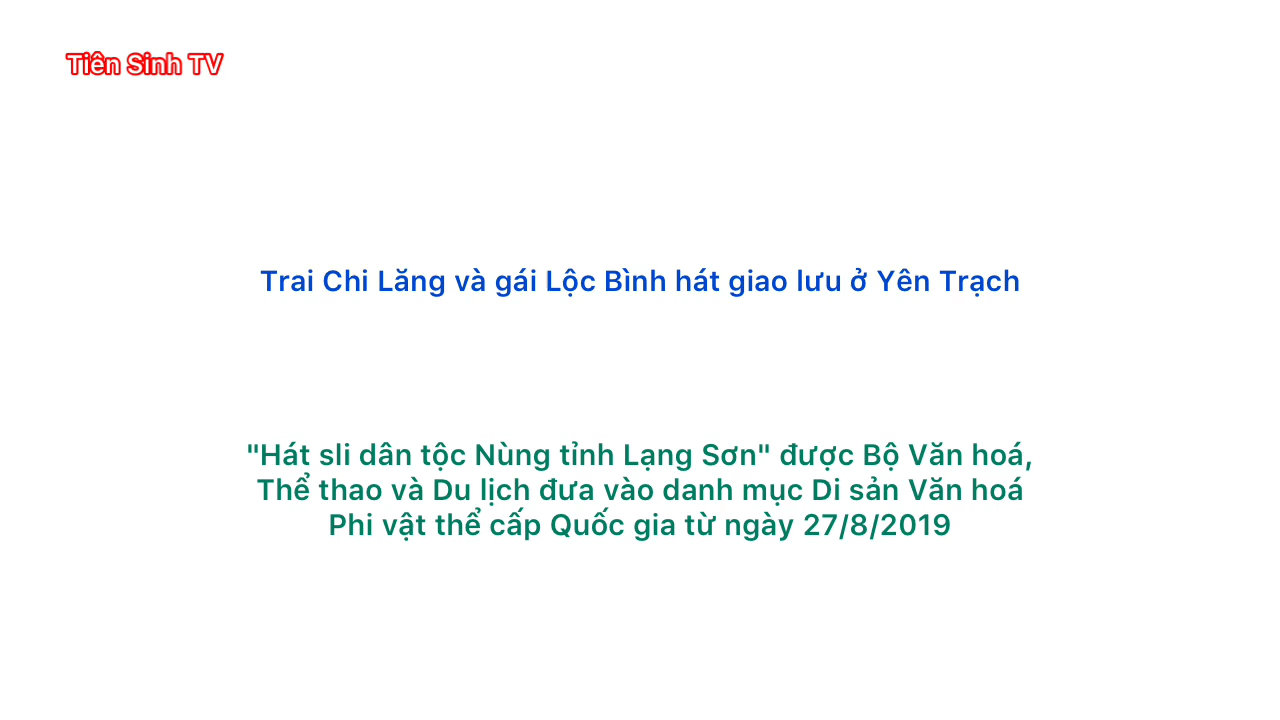 Tiên Sinh TV
Trai Chi Lăng và gái Lộc Bình hát giao lưu ở Yên Trạch
"Hát sli dân tộc Nùng tỉnh Lạng Sơn" được Bộ Văn hoá,
Thể thao và Du lịch đưa vào danh mục Di sản Văn hoá
Phi vật thể cấp Quốc gia từ ngày 27/8/2019